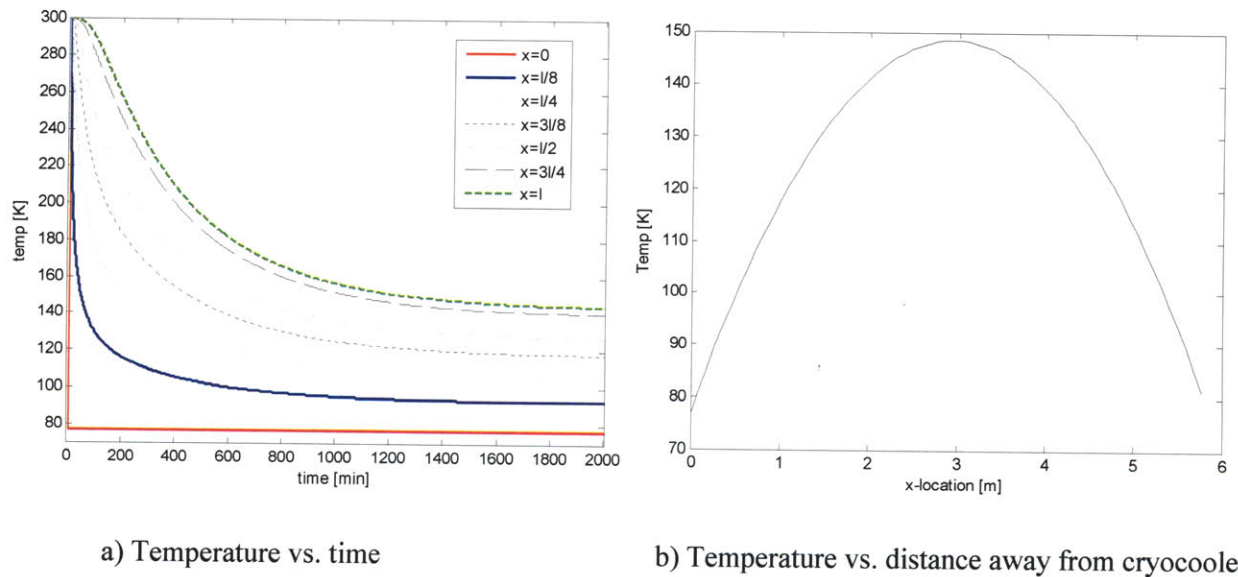 300
280
260
240
220
200
180
160
140
120
100
80
temp [K]
0 200 400 600 800 1000 1200 1400 1600 1800 2000
time [min]
x=0
x=l/8
x=l/4
x=3l/8
x=l/2
x=3l/4
x=l
a) Temperature vs. time
150
140
130
120
110
100
90
80
70
Temp [K]
0 1 2 3 4 5 6
x-location [m]
b) Temperature vs. distance away from cryocoole